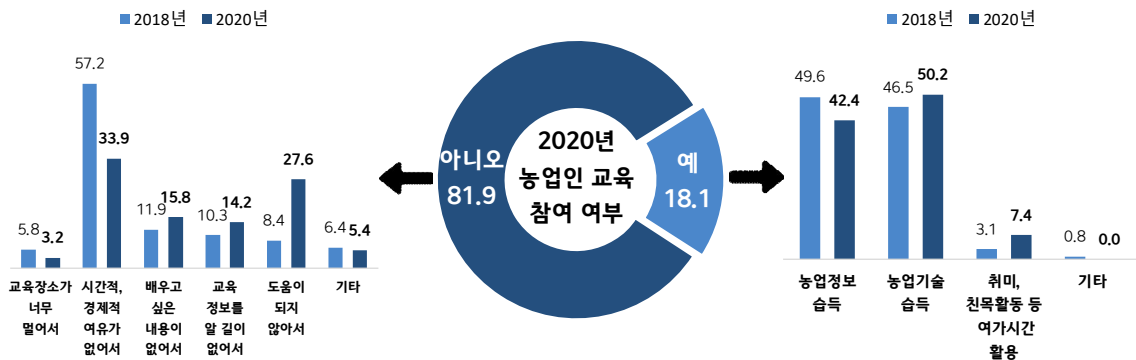 2018년 2020년
57.2
33.9
27.6
15.8
14.2
11.9
10.3
8.4
5.8
3.2
6.4
5.4
교육장소가
너무
멀어서
시간적,
경제적
여유가
없어서
배우고
싶은
내용이
없어서
교육
정보를
알 길이
없어서
도움이
되지
않아서
기타
2020년
농업인 교육
참여 여부
아니오
81.9
예
18.1
2018년 2020년
49.6
42.4
46.5
50.2
3.1
7.4
0.8
0.0
농업정보
습득
농업기술
습득
취미,
친목활동 등
여가시간
활용
기타